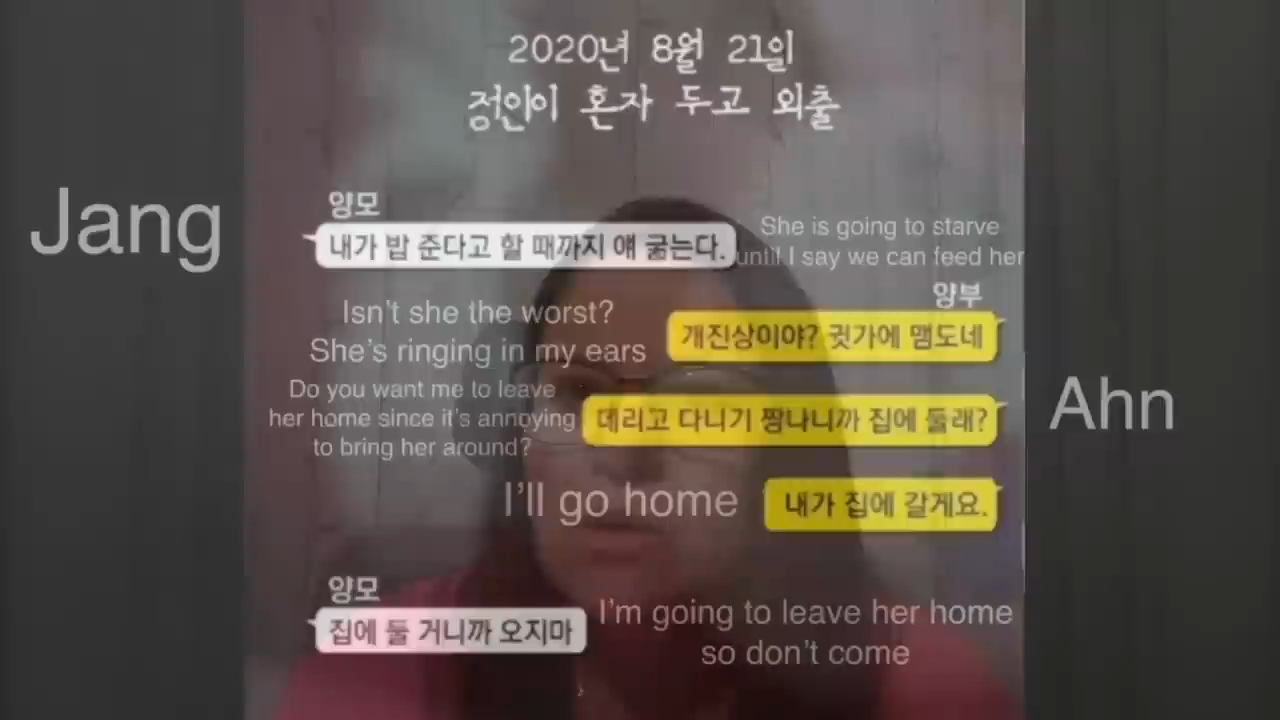 2020년 8월 21일
정인이 혼자 두고 외출
Jang
양모
내가 밥 준다고 할 때까지 얘 굶는다.
She is going to starve
until I say we can feed her
양부
Isn't she the worst?
She's ringing in my ears
개진상이야? 귓가에 맴도네
Do you want me to leave
her home since it's annoying
to bring her around?
데리고 다니기 짱나니까 집에 둘래?
Ahn
I'll go home
내가 집에 갈게요.
양모
집에 둘 거니까 오지마
I'm going to leave her home
so don't come